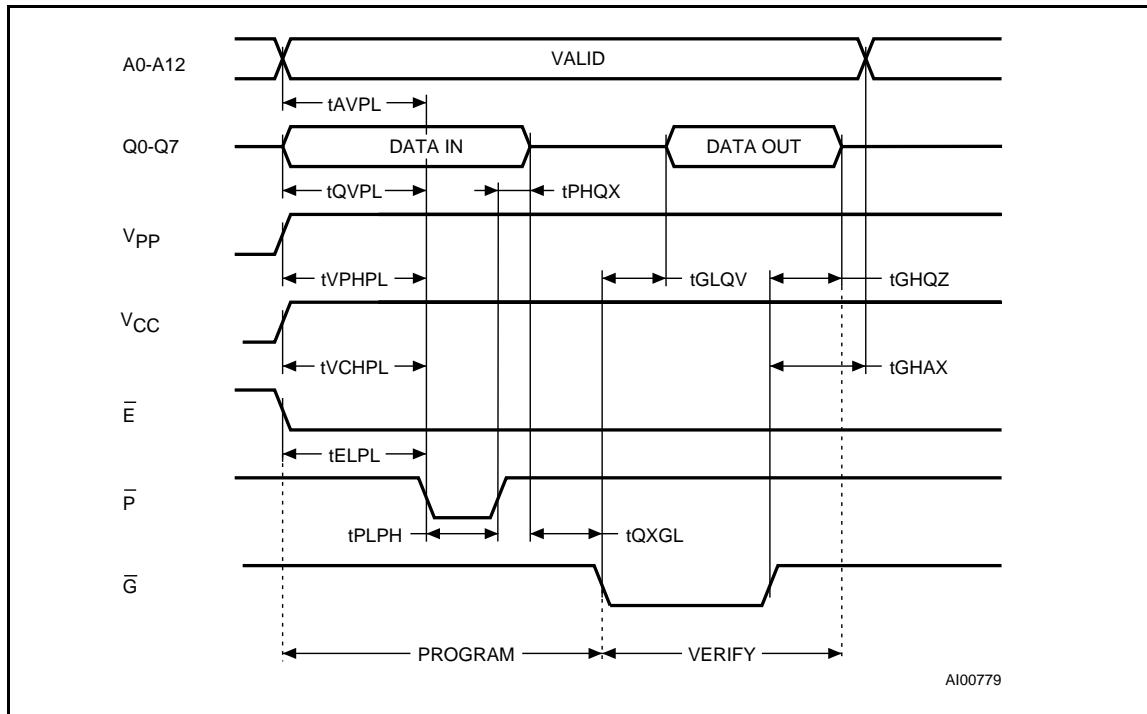 A0-A12 VALID
tAVPL
Q0-Q7 DATA IN DATA OUT
tQVPL tPHQX
VPP
tVPHPL tGLQV tGHQZ
VCC
tVCHPL tGHAX
E̅
tELPL
P̅
tPLPH tQXGL
G̅
PROGRAM VERIFY
AI00779